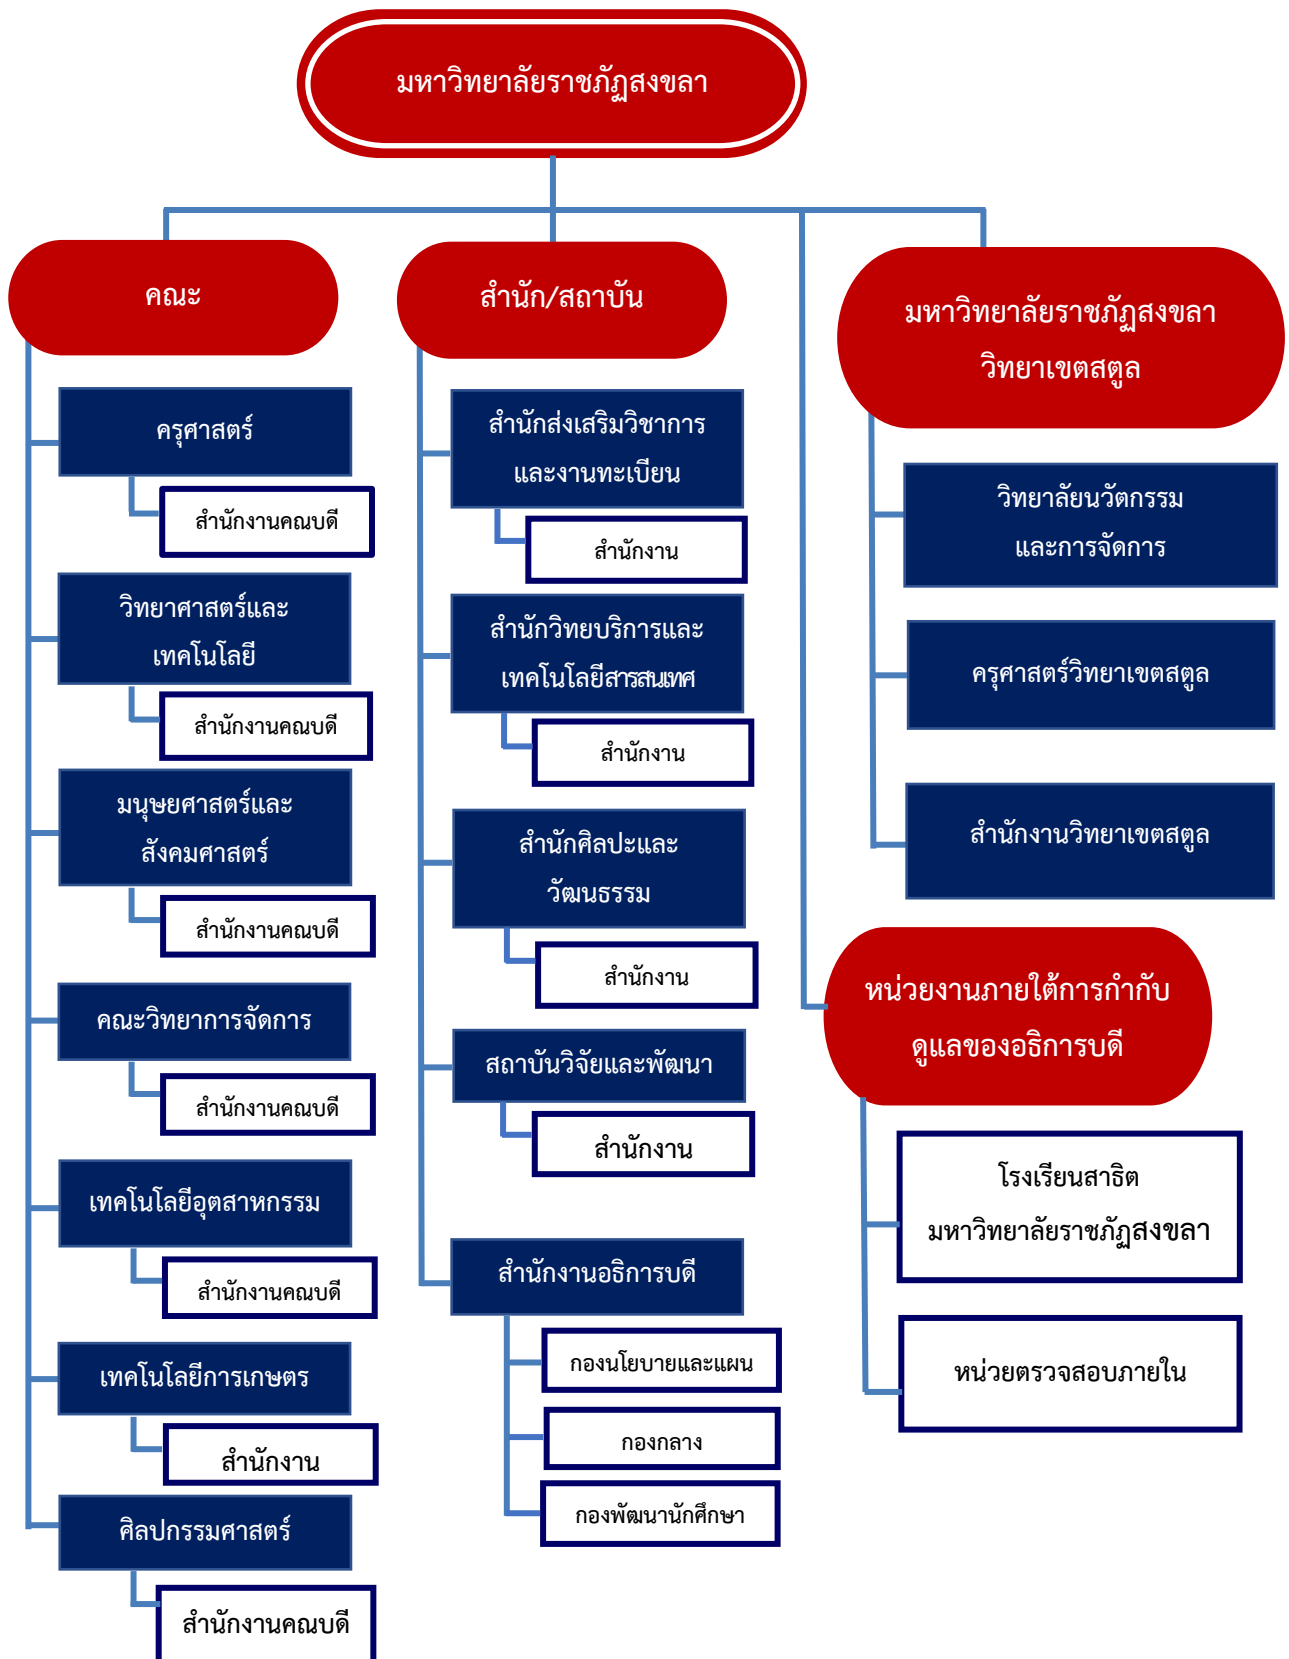 มหาวิทยาลัยราชภัฏสงขลา
คณะ
ครุศาสตร์
สำนักงานคณบดี
วิทยาศาสตร์และ
เทคโนโลยี
สำนักงานคณบดี
มนุษยศาสตร์และ
สังคมศาสตร์
สำนักงานคณบดี
คณะวิทยาการจัดการ
สำนักงานคณบดี
เทคโนโลยีอุตสาหกรรม
สำนักงานคณบดี
เทคโนโลยีการเกษตร
สำนักงาน
ศิลปกรรมศาสตร์
สำนักงานคณบดี
สำนัก/สถาบัน
สำนักส่งเสริมวิชาการ
และงานทะเบียน
สำนักงาน
สำนักวิทยบริการและ
เทคโนโลยีสารสนเทศ
สำนักงาน
สำนักศิลปะและ
วัฒนธรรม
สำนักงาน
สถาบันวิจัยและพัฒนา
สำนักงาน
สำนักงานอธิการบดี
กองนโยบายและแผน
กองกลาง
กองพัฒนานักศึกษา
มหาวิทยาลัยราชภัฏสงขลา
วิทยาเขตสตูล
วิทยาลัยนวัตกรรม
และการจัดการ
ครุศาสตร์วิทยาเขตสตูล
สำนักงานวิทยาเขตสตูล
หน่วยงานภายใต้การกำกับ
ดูแลของอธิการบดี
โรงเรียนสาธิต
มหาวิทยาลัยราชภัฏสงขลา
หน่วยตรวจสอบภายใน